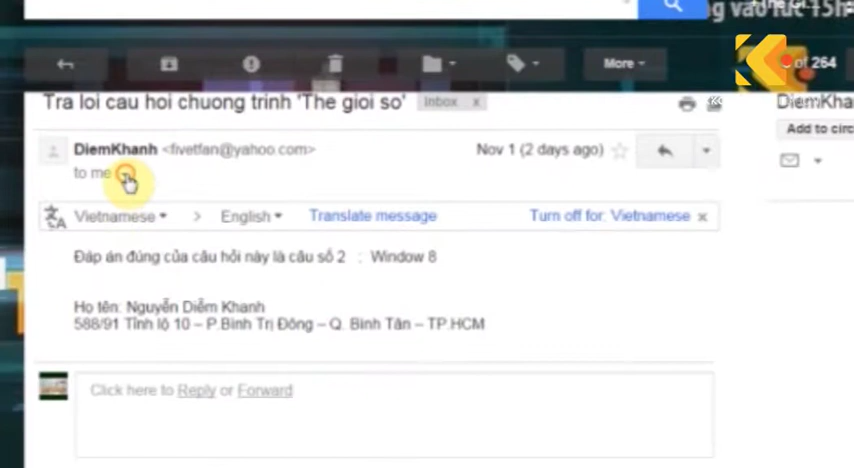 More
of 264
Tra loi cau hoi chuong trinh 'The gioi so'
Inbox x
DiemKhanh <fivetfan@yahoo.com>
Nov 1 (2 days ago)
to me
Add to circ
Vietnamese > English
Translate message
Turn off for: Vietnamese x
Đáp án đúng của câu hỏi này là câu số 2 : Window 8
Họ tên: Nguyễn Diễm Khanh
588/91 Tỉnh lộ 10 – P.Bình Trị Đông – Q. Bình Tân – TP.HCM
Click here to Reply or Forward